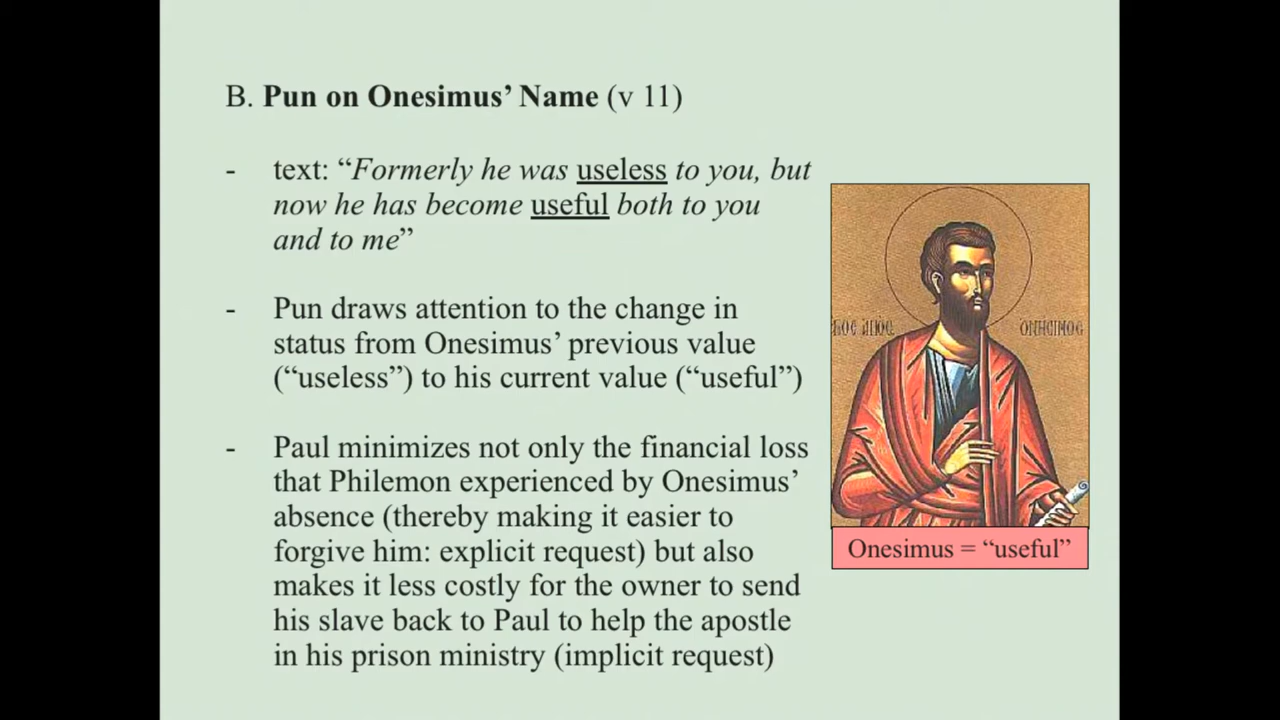 B. Pun on Onesimus’ Name (v 11)
- text: “Formerly he was useless to you, but
now he has become useful both to you
and to me”
- Pun draws attention to the change in
status from Onesimus’ previous value
(“useless”) to his current value (“useful”)
- Paul minimizes not only the financial loss
that Philemon experienced by Onesimus’
absence (thereby making it easier to
forgive him: explicit request) but also
makes it less costly for the owner to send
his slave back to Paul to help the apostle
in his prison ministry (implicit request)
ΟΝΗСΙΜΟС
Onesimus = “useful”